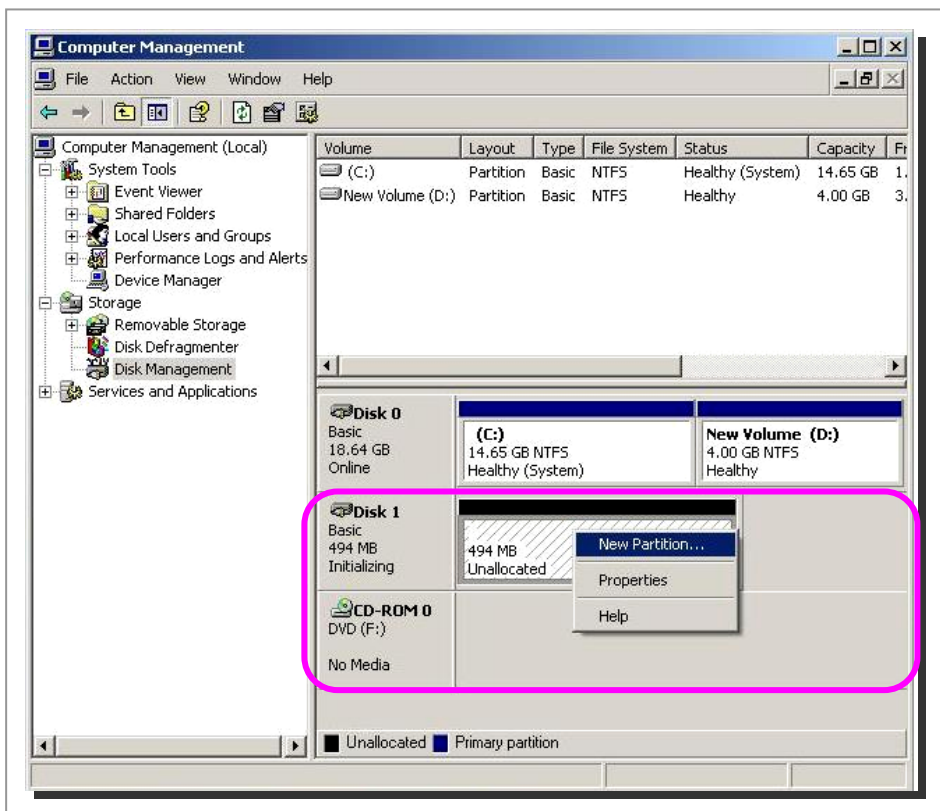 Computer Management
File Action View Window Help
Computer Management (Local)
System Tools
Event Viewer
Shared Folders
Local Users and Groups
Performance Logs and Alerts
Device Manager
Storage
Removable Storage
Disk Defragmenter
Disk Management
Services and Applications
Volume Layout Type File System Status Capacity Fr
(C:) Partition Basic NTFS Healthy (System) 14.65 GB 1.
New Volume (D:) Partition Basic NTFS Healthy 4.00 GB 3.
Disk 0
Basic
18.64 GB
Online
(C:)
14.65 GB NTFS
Healthy (System)
New Volume (D:)
4.00 GB NTFS
Healthy
Disk 1
Basic
494 MB
Initializing
494 MB
Unallocated
New Partition...
Properties
Help
CD-ROM 0
DVD (F:)
No Media
Unallocated Primary partition